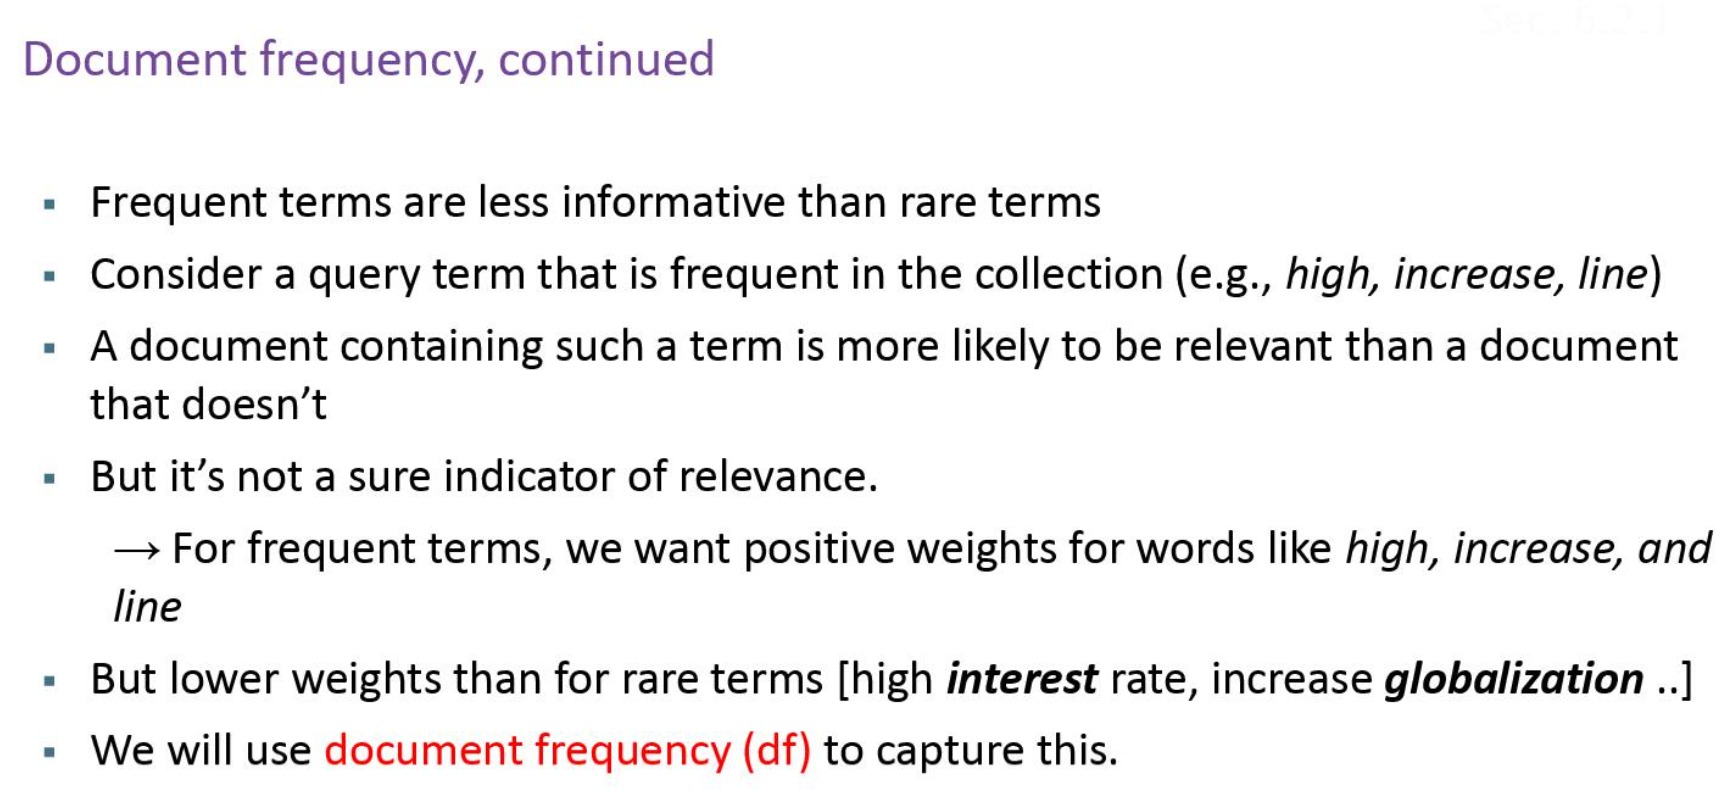 Sec. 6.2.1
Document frequency, continued
▪ Frequent terms are less informative than rare terms
▪ Consider a query term that is frequent in the collection (e.g., high, increase, line)
▪ A document containing such a term is more likely to be relevant than a document
that doesn’t
▪ But it’s not a sure indicator of relevance.
→ For frequent terms, we want positive weights for words like high, increase, and
line
▪ But lower weights than for rare terms [high interest rate, increase globalization ..]
▪ We will use document frequency (df) to capture this.